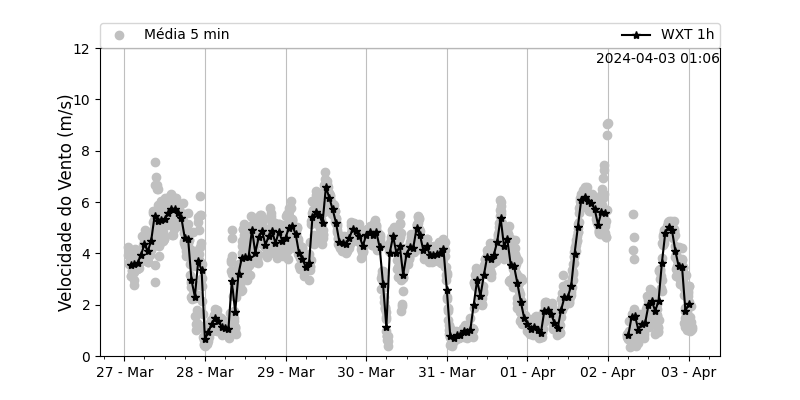 Média 5 min
WXT 1h
2024-04-03 01:06
Velocidade do Vento (m/s)
12
10
8
6
4
2
0
27 - Mar
28 - Mar
29 - Mar
30 - Mar
31 - Mar
01 - Apr
02 - Apr
03 - Apr